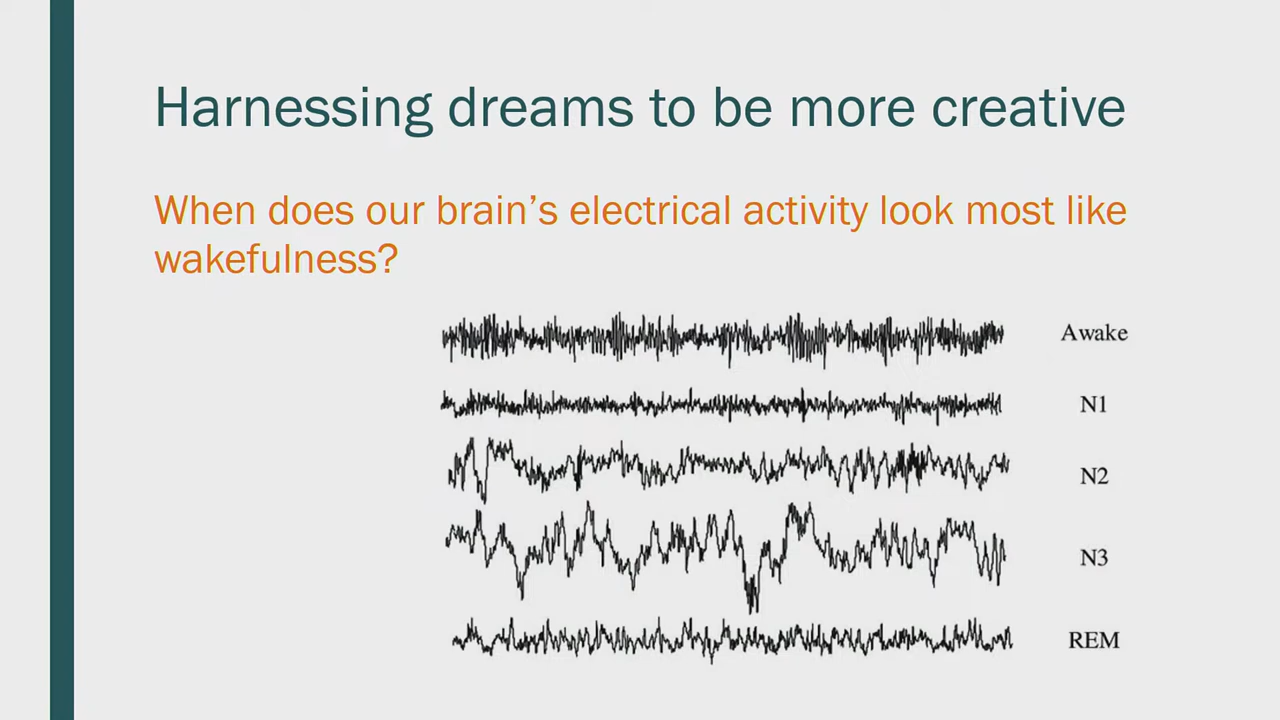 Harnessing dreams to be more creative
When does our brain’s electrical activity look most like
wakefulness?
Awake
N1
N2
N3
REM